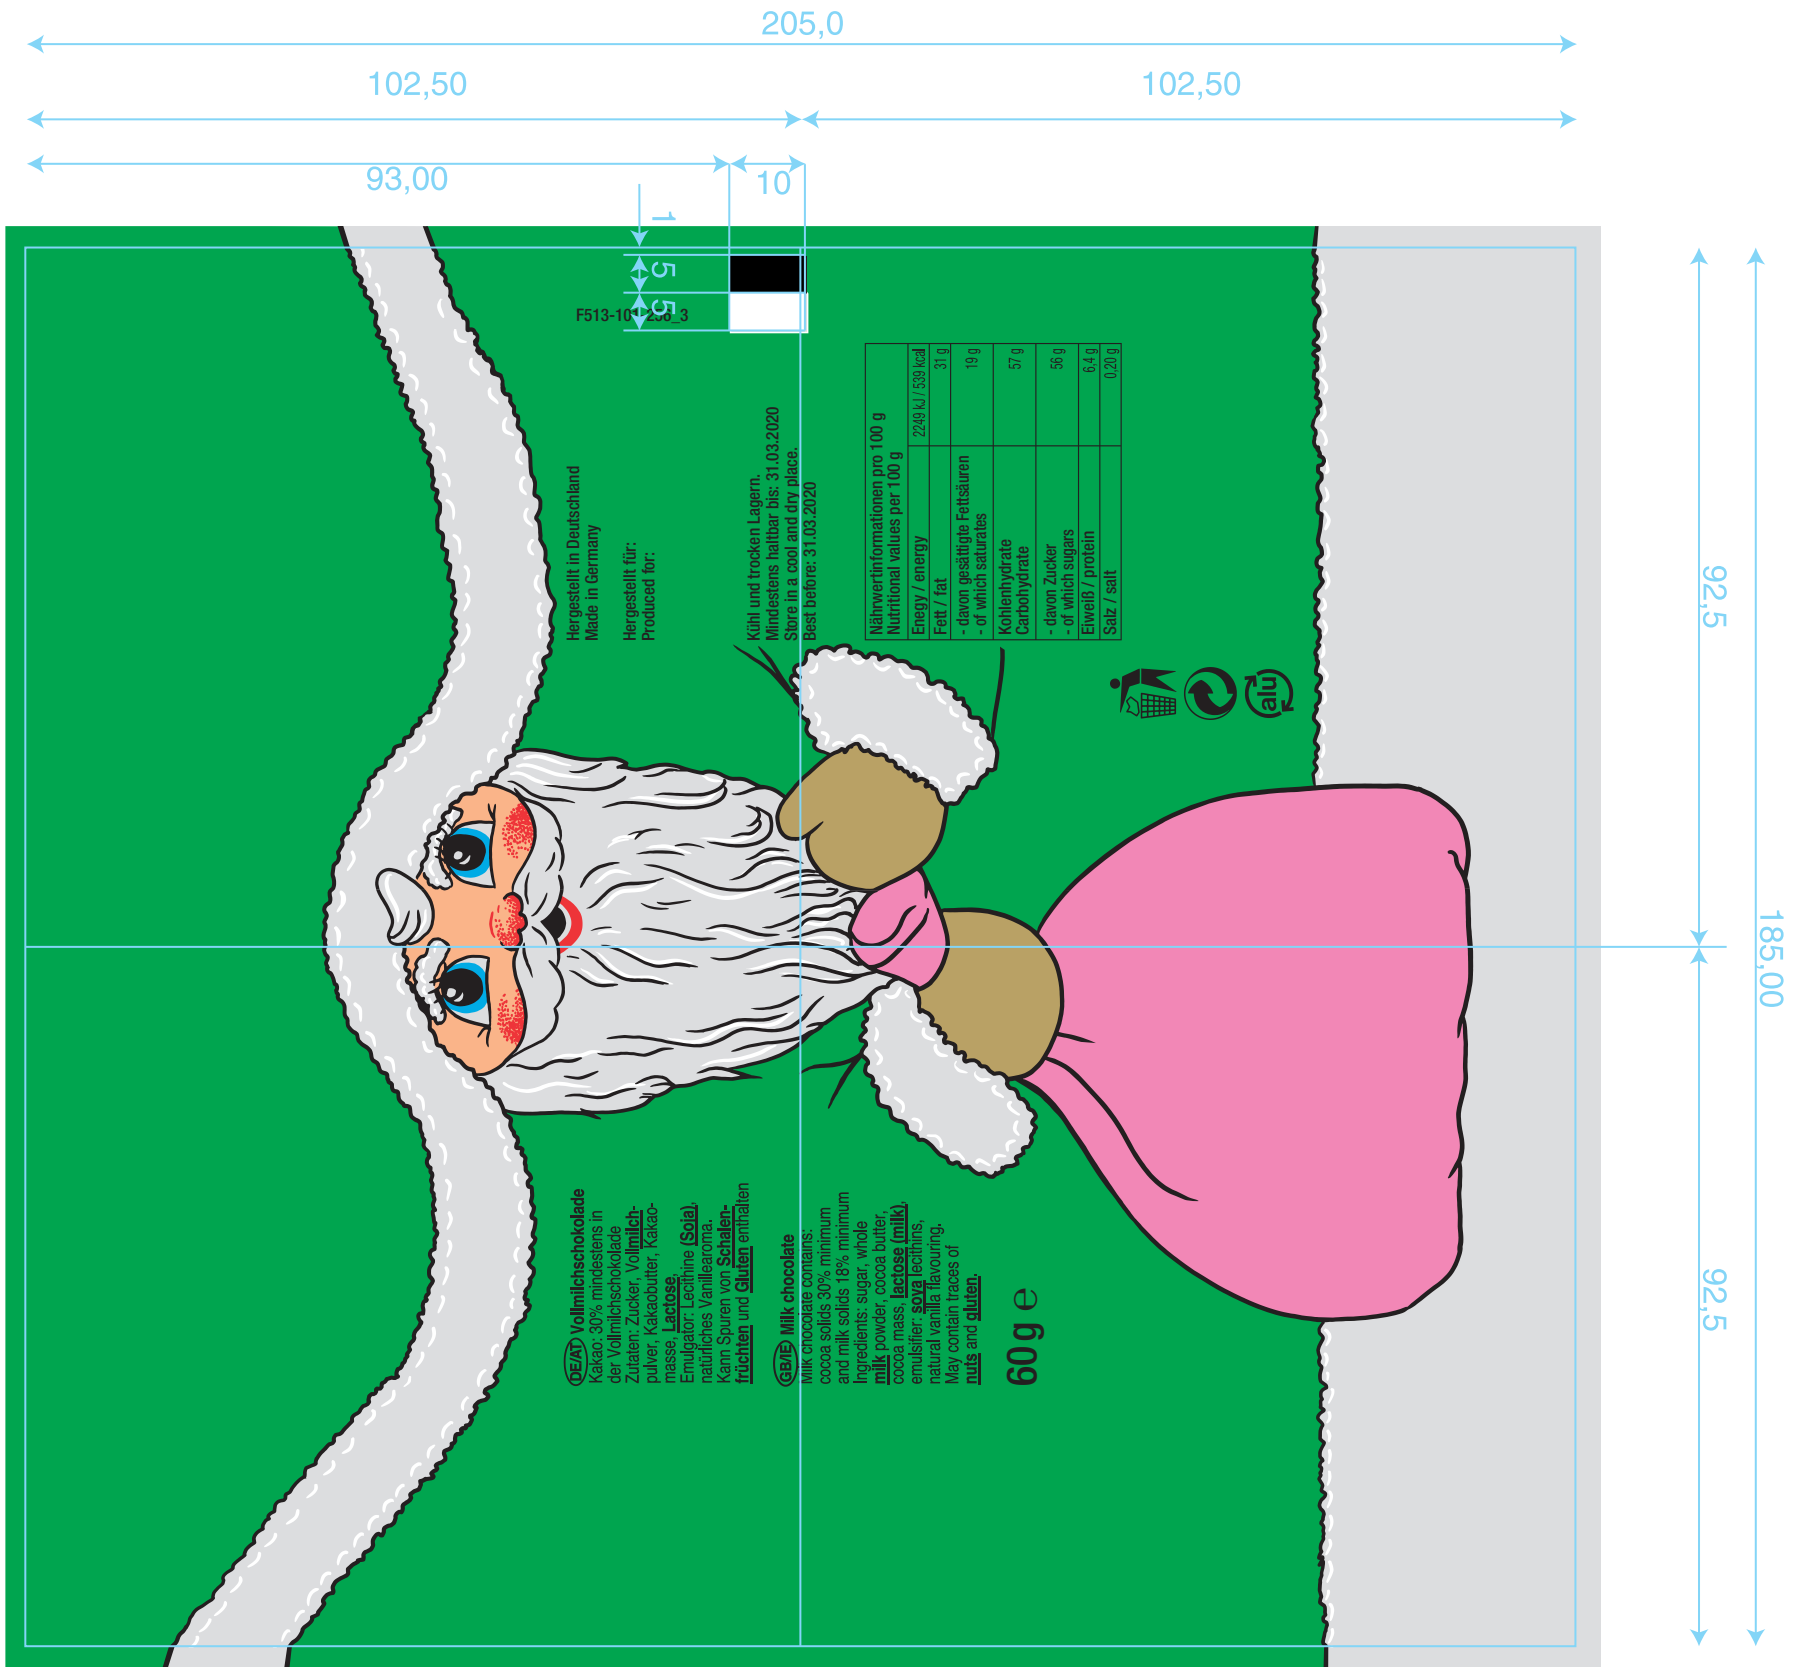 205,0
102,50
102,50
93,00
10
1
5
5
92,5
185,00
92,5
Hergestellt in Deutschland
Made in Germany
Hergestellt für:
Produced for:
Kühl und trocken Lagern.
Mindestens haltbar bis: 31.03.2020
Store in a cool and dry place.
Best before: 31.03.2020
Nährwertinformationen pro 100 g
Nutritional values per 100 g
Energy / energy 2249 kJ / 539 kcal
Fett / fat 31 g
- davon gesättigte Fettsäuren 19 g
- of which saturates
Kohlenhydrate 57 g
Carbohydrate
- davon Zucker 56 g
- of which sugars
Eiweiß / protein 6,4 g
Salz / salt 0,20 g
alu
DE/AT Vollmilchschokolade
Kakao: 30% mindestens in
der Vollmilchschokolade
Zutaten: Zucker, Vollmilch-
pulver, Kakaobutter, Kakao-
masse, Lactose,
Emulgator: Lecithine (Soja),
natürliches Vanillearoma.
Kann Spuren von Schalen-
früchten und Gluten enthalten
GB/IE Milk chocolate
Milk chocolate contains:
cocoa solids 30% minimum
and milk solids 18% minimum
Ingredients: sugar, whole
milk powder, cocoa butter,
cocoa mass, lactose (milk),
emulsifier: soya lecithins,
natural vanilla flavouring.
May contain traces of
nuts and gluten.
60g e